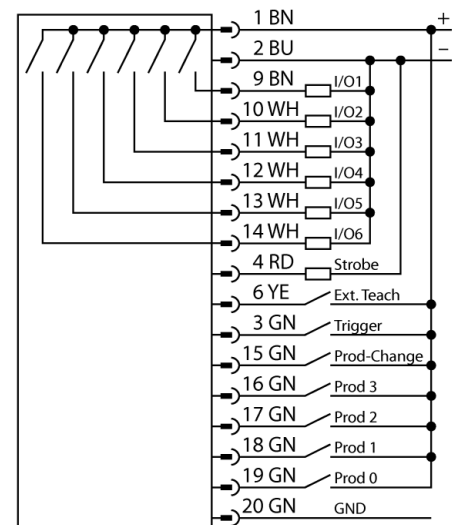 1 BN +
2 BU −
9 BN I/O1
10 WH I/O2
11 WH I/O3
12 WH I/O4
13 WH I/O5
14 WH I/O6
4 RD Strobe
6 YE Ext. Teach
3 GN Trigger
15 GN Prod-Change
16 GN Prod 3
17 GN Prod 2
18 GN Prod 1
19 GN Prod 0
20 GN GND